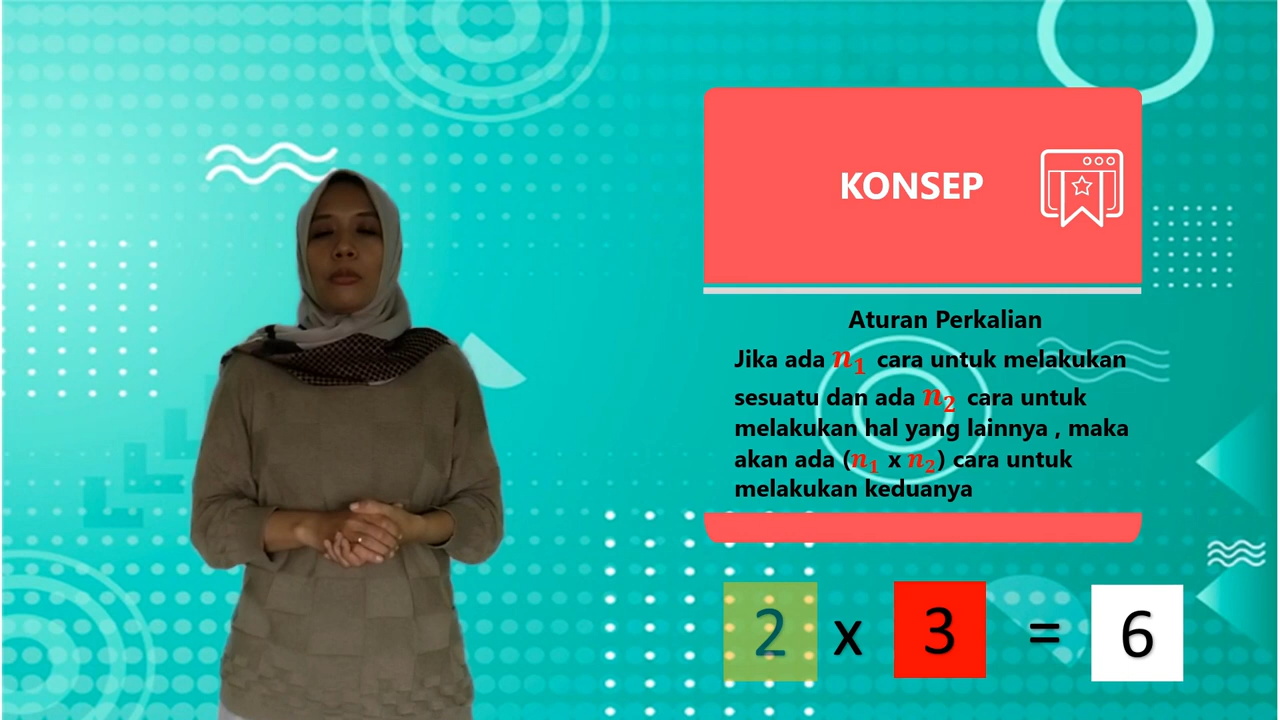 KONSEP
Aturan Perkalian
Jika ada n₁ cara untuk melakukan
sesuatu dan ada n₂ cara untuk
melakukan hal yang lainnya , maka
akan ada (n₁ x n₂) cara untuk
melakukan keduanya
2 x 3 = 6